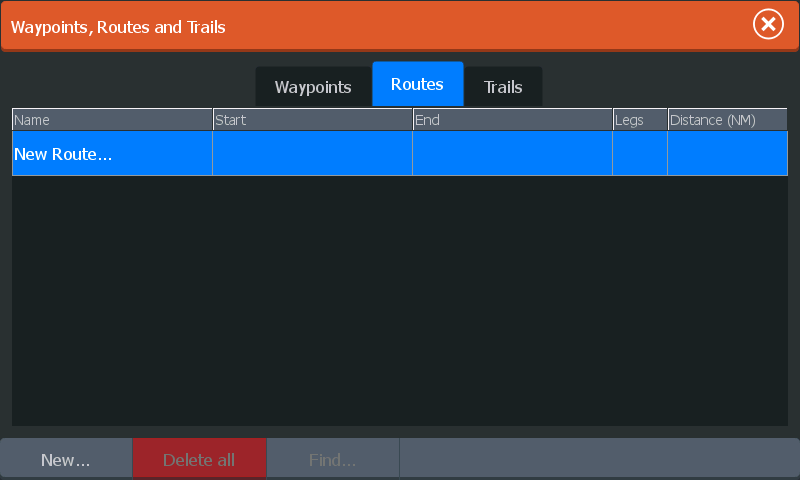 Waypoints, Routes and Trails
Waypoints Routes Trails
Name Start End Legs Distance (NM)
New Route...
New... Delete all Find...